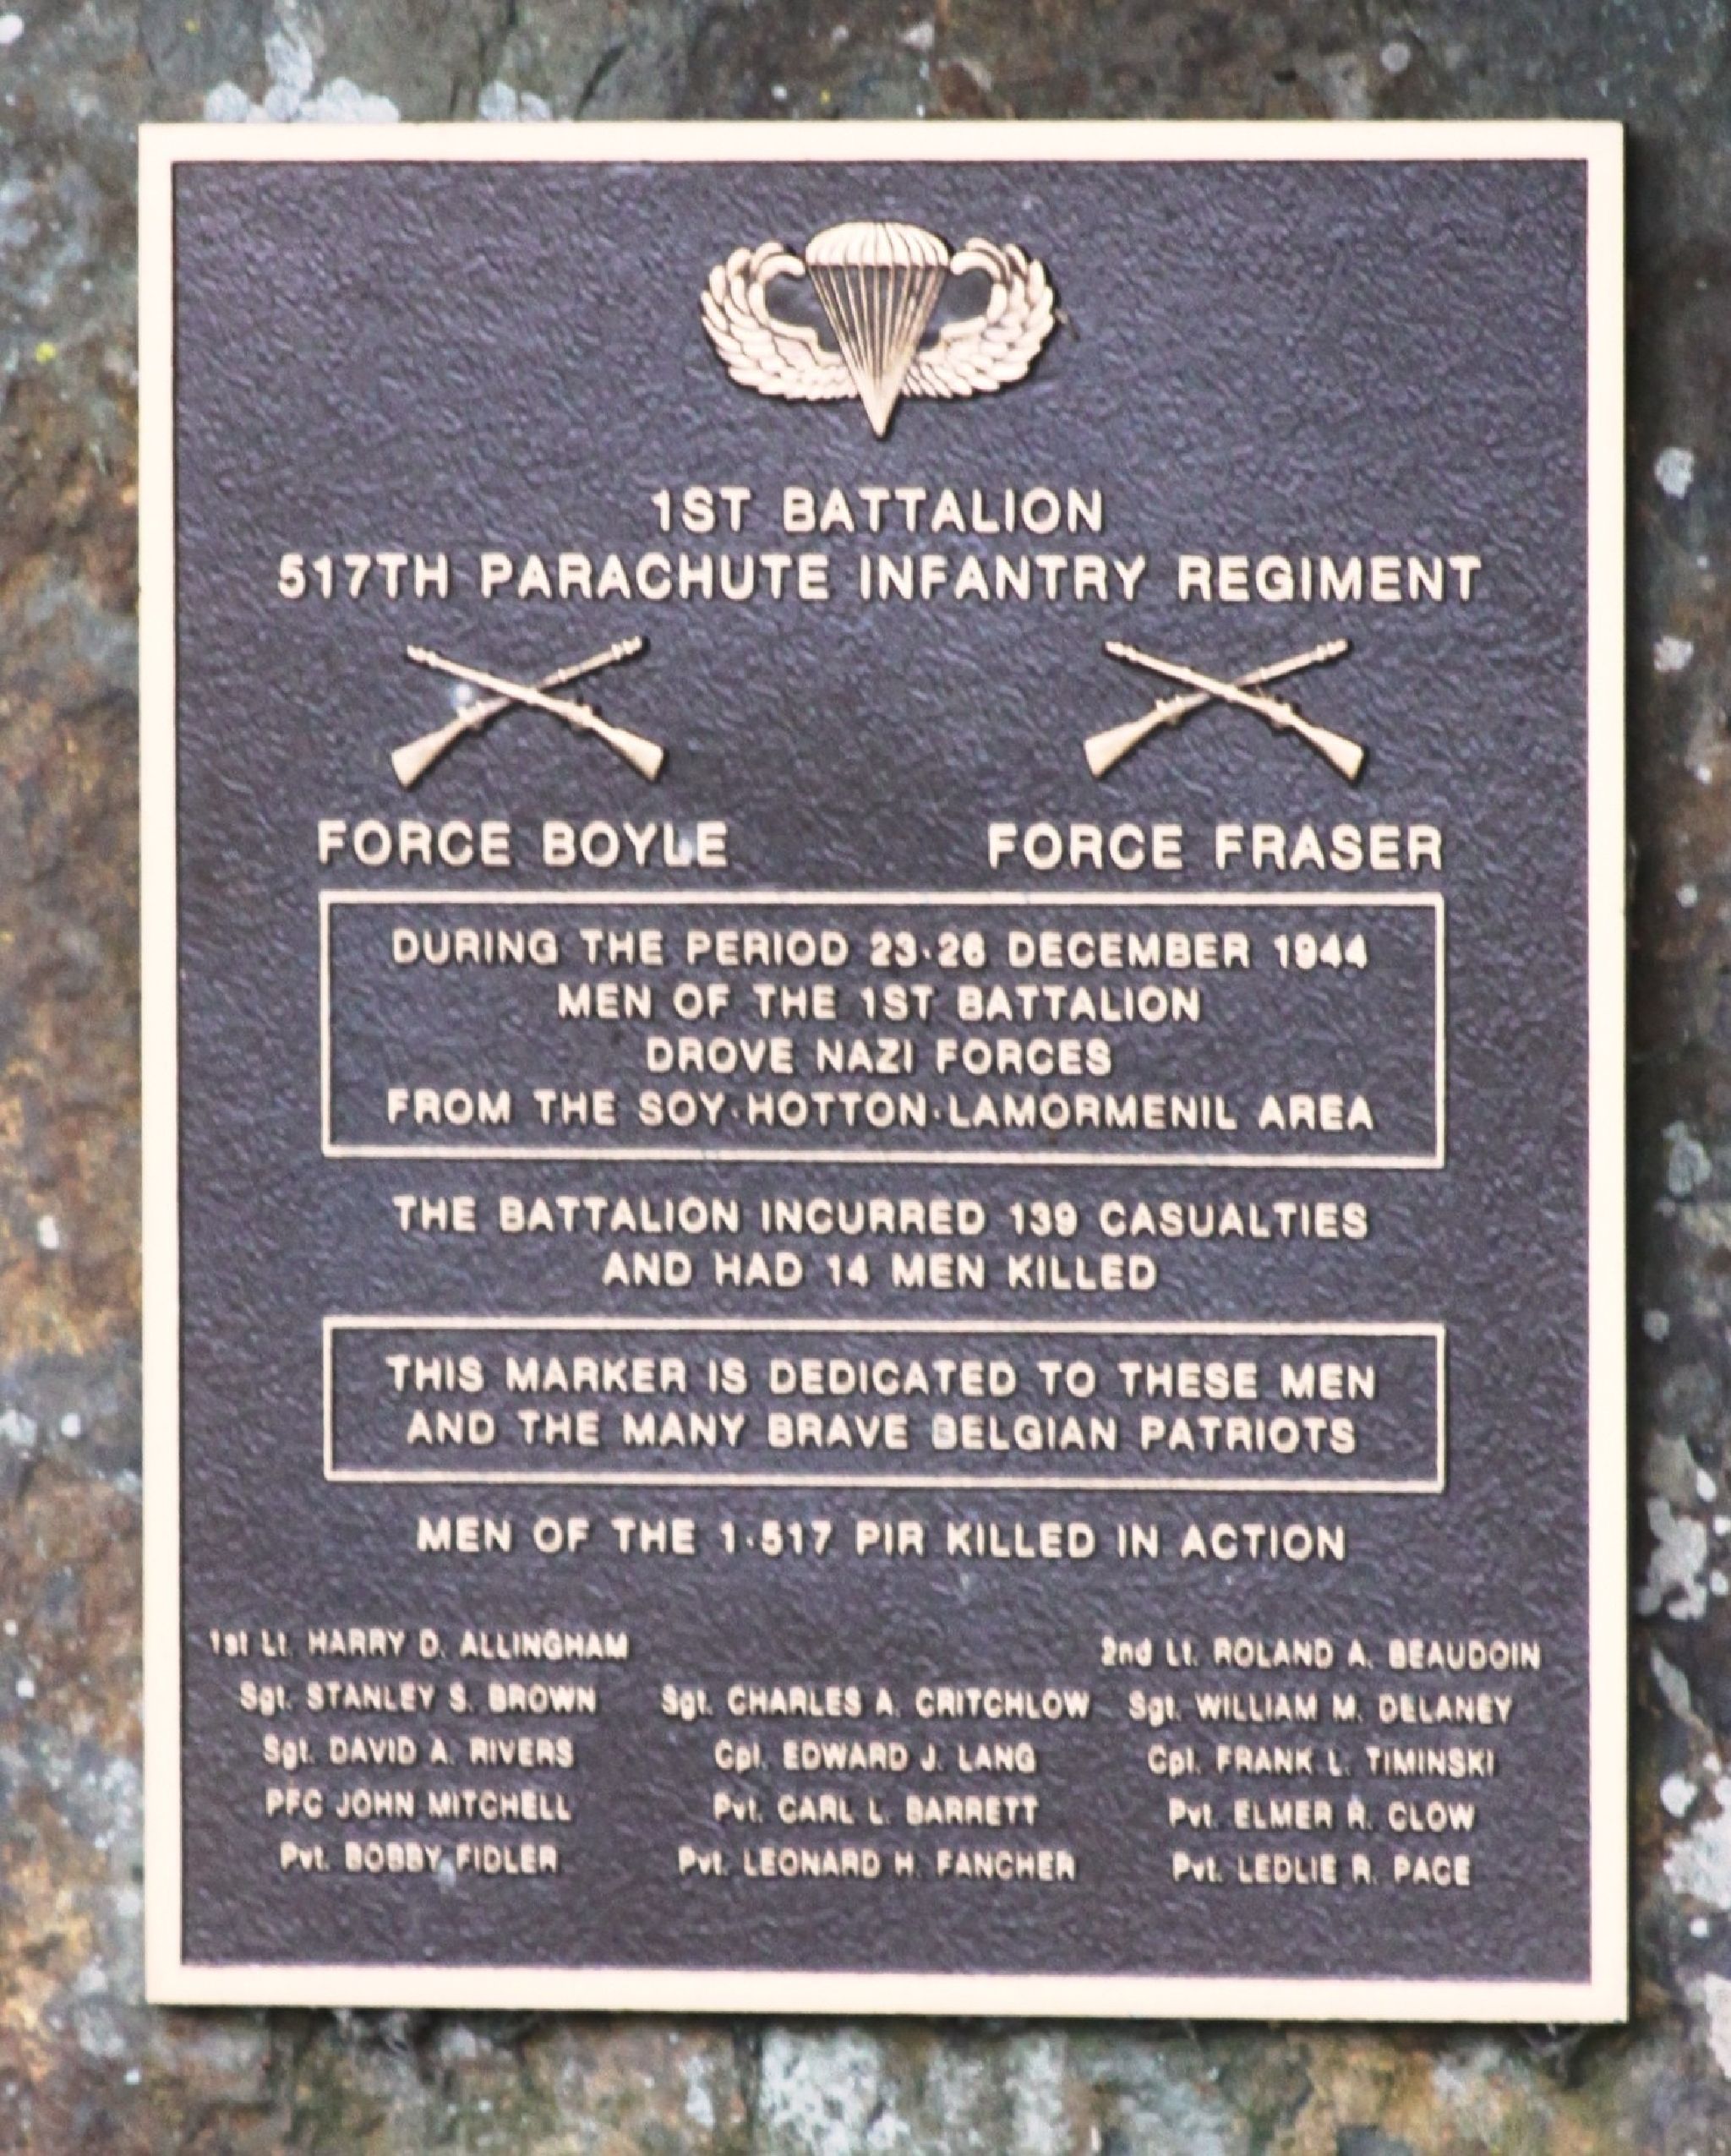 1ST BATTALION
517TH PARACHUTE INFANTRY REGIMENT
FORCE BOYLE FORCE FRASER
DURING THE PERIOD 23-26 DECEMBER 1944
MEN OF THE 1ST BATTALION
DROVE NAZI FORCES
FROM THE SOY-HOTTON-LAMORMENIL AREA
THE BATTALION INCURRED 139 CASUALTIES
AND HAD 14 MEN KILLED
THIS MARKER IS DEDICATED TO THESE MEN
AND THE MANY BRAVE BELGIAN PATRIOTS
MEN OF THE 1-517 PIR KILLED IN ACTION
1st Lt. HARRY D. ALLINGHAM 2nd Lt. ROLAND A. BEAUDOIN
Sgt. STANLEY S. BROWN Sgt. CHARLES A. CRITCHLOW Sgt. WILLIAM M. DELANEY
Sgt. DAVID A. RIVERS Cpl. EDWARD J. LANG Cpl. FRANK L. TIMINSKI
PFC JOHN MITCHELL Pvt. CARL L. BARRETT Pvt. ELMER R. CLOW
Pvt. BOBBY FIDLER Pvt. LEONARD H. FANCHER Pvt. LEDLIE R. PACE